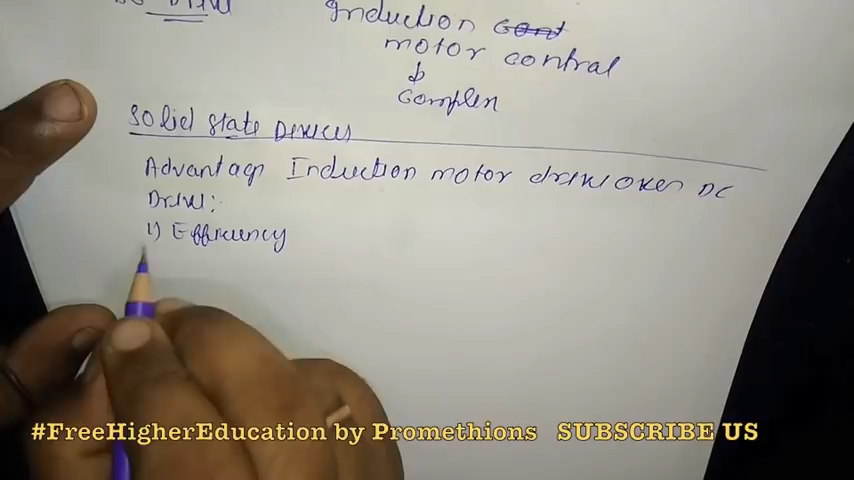 Induction Cont
motor control
Complex
Solid state Devices
Advantage Induction motor drive over DC
Drive:
1) Efficiency
#FreeHigherEducation by Promethions SUBSCRIBE US